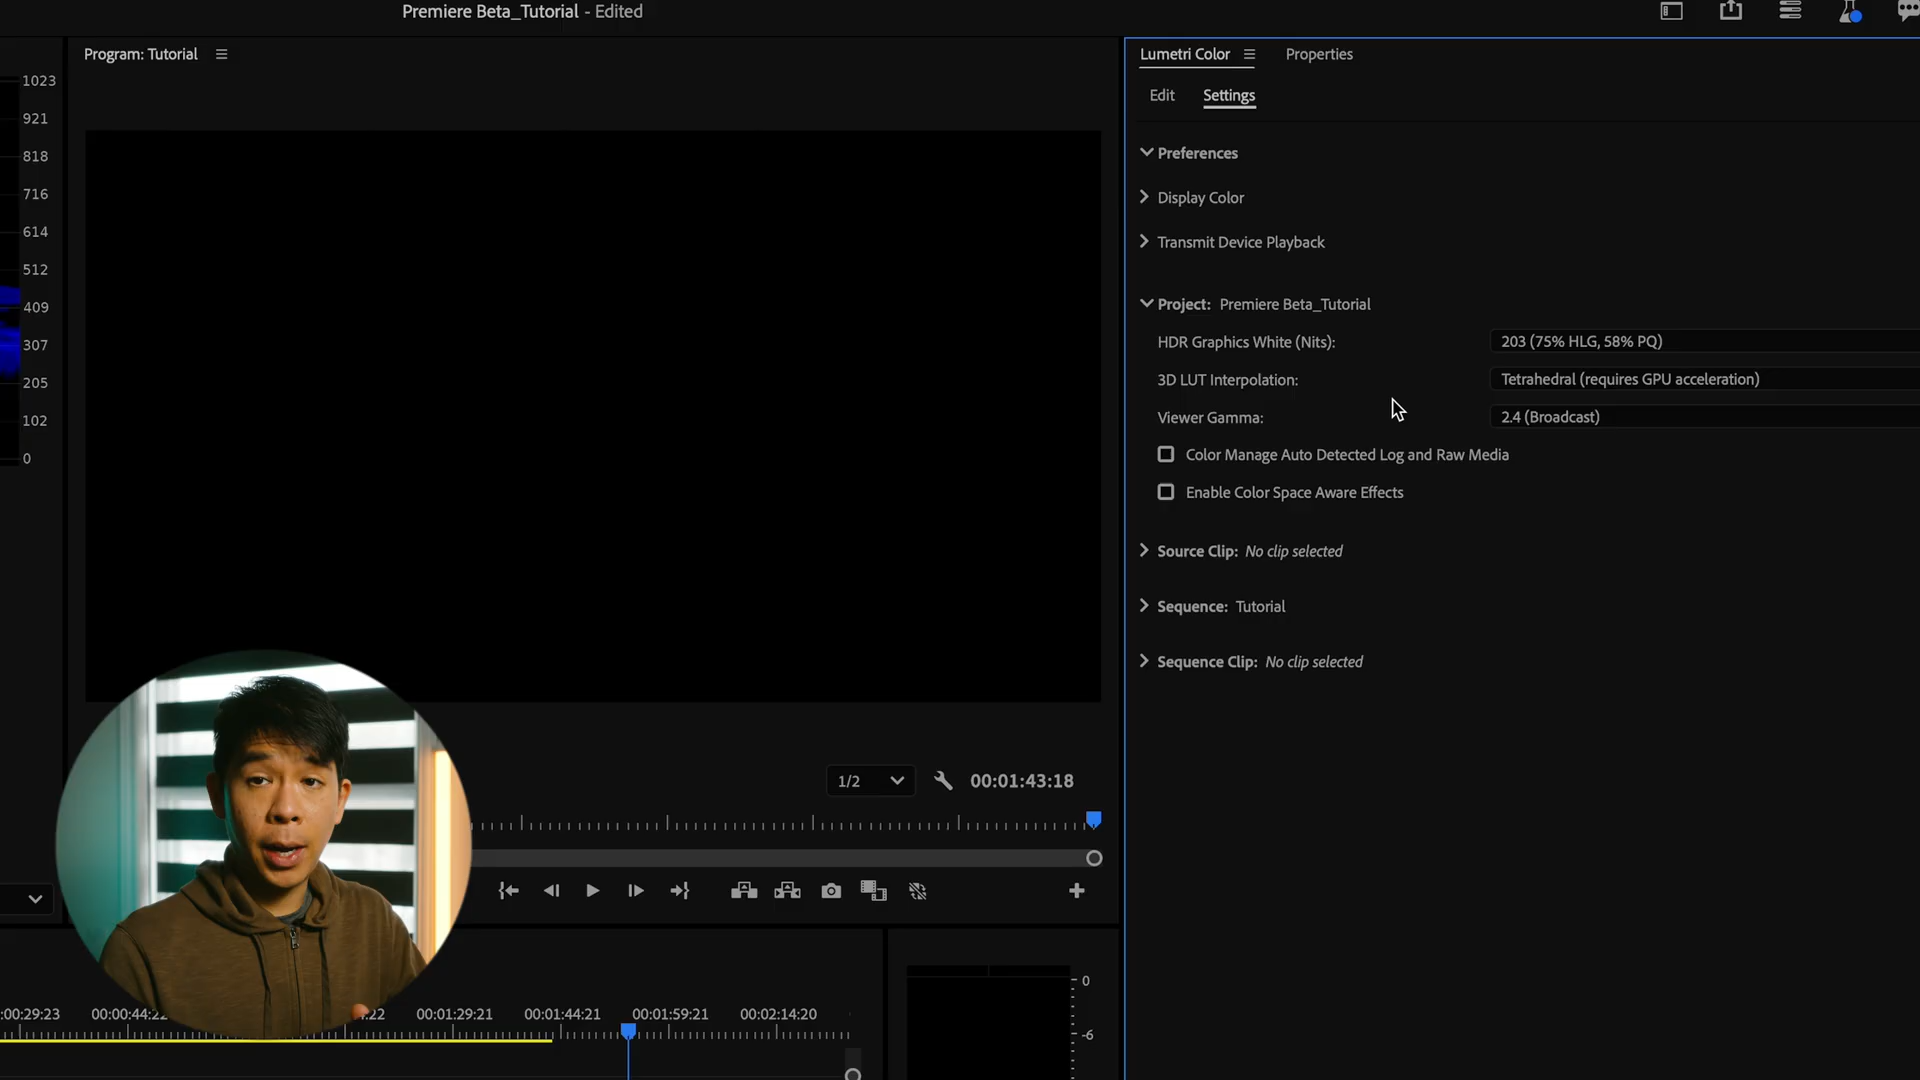 Premiere Beta_Tutorial - Edited
Program: Tutorial
1023
921
818
716
614
512
409
307
205
102
0
1/2
00:01:43:18
:00:29:23
00:00:44:22
:22
00:01:29:21
00:01:44:21
00:01:59:21
00:02:14:20
0
-6
Lumetri Color
Properties
Edit
Settings
Preferences
Display Color
Transmit Device Playback
Project: Premiere Beta_Tutorial
HDR Graphics White (Nits): 203 (75% HLG, 58% PQ)
3D LUT Interpolation: Tetrahedral (requires GPU acceleration)
Viewer Gamma: 2.4 (Broadcast)
Color Manage Auto Detected Log and Raw Media
Enable Color Space Aware Effects
Source Clip: No clip selected
Sequence: Tutorial
Sequence Clip: No clip selected